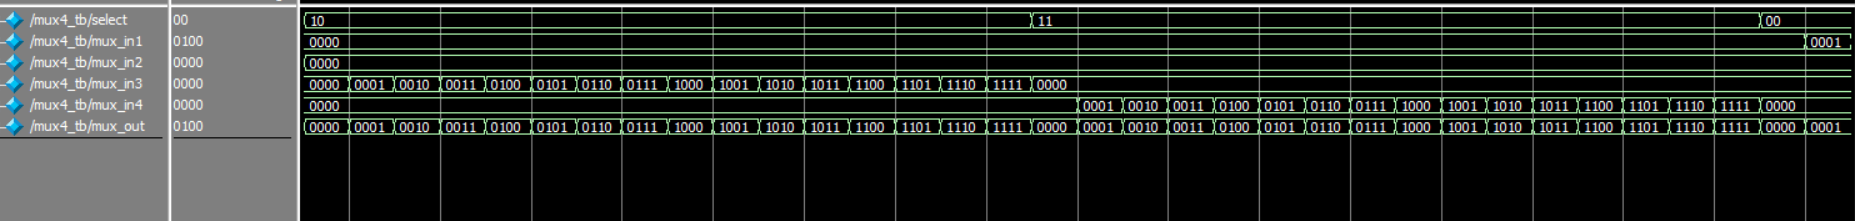 /mux4_tb/select 00 10 11 00
/mux4_tb/mux_in1 0100 0000 0001
/mux4_tb/mux_in2 0000 0000
/mux4_tb/mux_in3 0000 0000 0001 0010 0011 0100 0101 0110 0111 1000 1001 1010 1011 1100 1101 1110 1111 0000
/mux4_tb/mux_in4 0000 0000 0001 0010 0011 0100 0101 0110 0111 1000 1001 1010 1011 1100 1101 1110 1111 0000
/mux4_tb/mux_out 0100 0000 0001 0010 0011 0100 0101 0110 0111 1000 1001 1010 1011 1100 1101 1110 1111 0000 0001 0010 0011 0100 0101 0110 0111 1000 1001 1010 1011 1100 1101 1110 1111 0000 0001